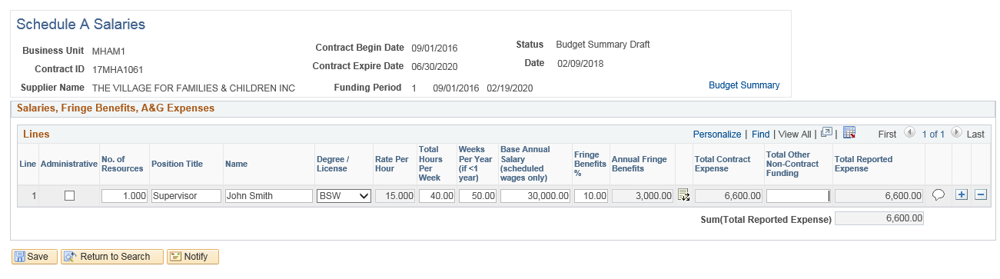 Schedule A Salaries
Business Unit MHAM1 Contract Begin Date 09/01/2016 Status Budget Summary Draft
Contract ID 17MHA1061 Contract Expire Date 06/30/2020 Date 02/09/2018
Supplier Name THE VILLAGE FOR FAMILIES & CHILDREN INC Funding Period 1 09/01/2016 02/19/2020 Budget Summary
Salaries, Fringe Benefits, A&G Expenses
Lines Personalize | Find | View All | | First 1 of 1 Last
Line Administrative No. of Resources Position Title Name Degree / License Rate Per Hour Total Hours Per Week Weeks Per Year (if <1 year) Base Annual Salary (scheduled wages only) Fringe Benefits % Annual Fringe Benefits Total Contract Expense Total Other Non-Contract Funding Total Reported Expense
1 1.000 Supervisor John Smith BSW 15.000 40.00 50.00 30,000.00 10.00 3,000.00 6,600.00 6,600.00
Sum(Total Reported Expense) 6,600.00
Save Return to Search Notify